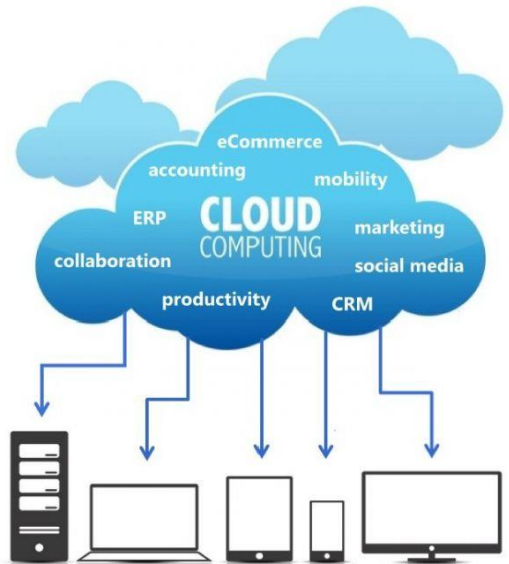 eCommerce
accounting
mobility
ERP
CLOUD
COMPUTING
marketing
collaboration
social media
productivity
CRM